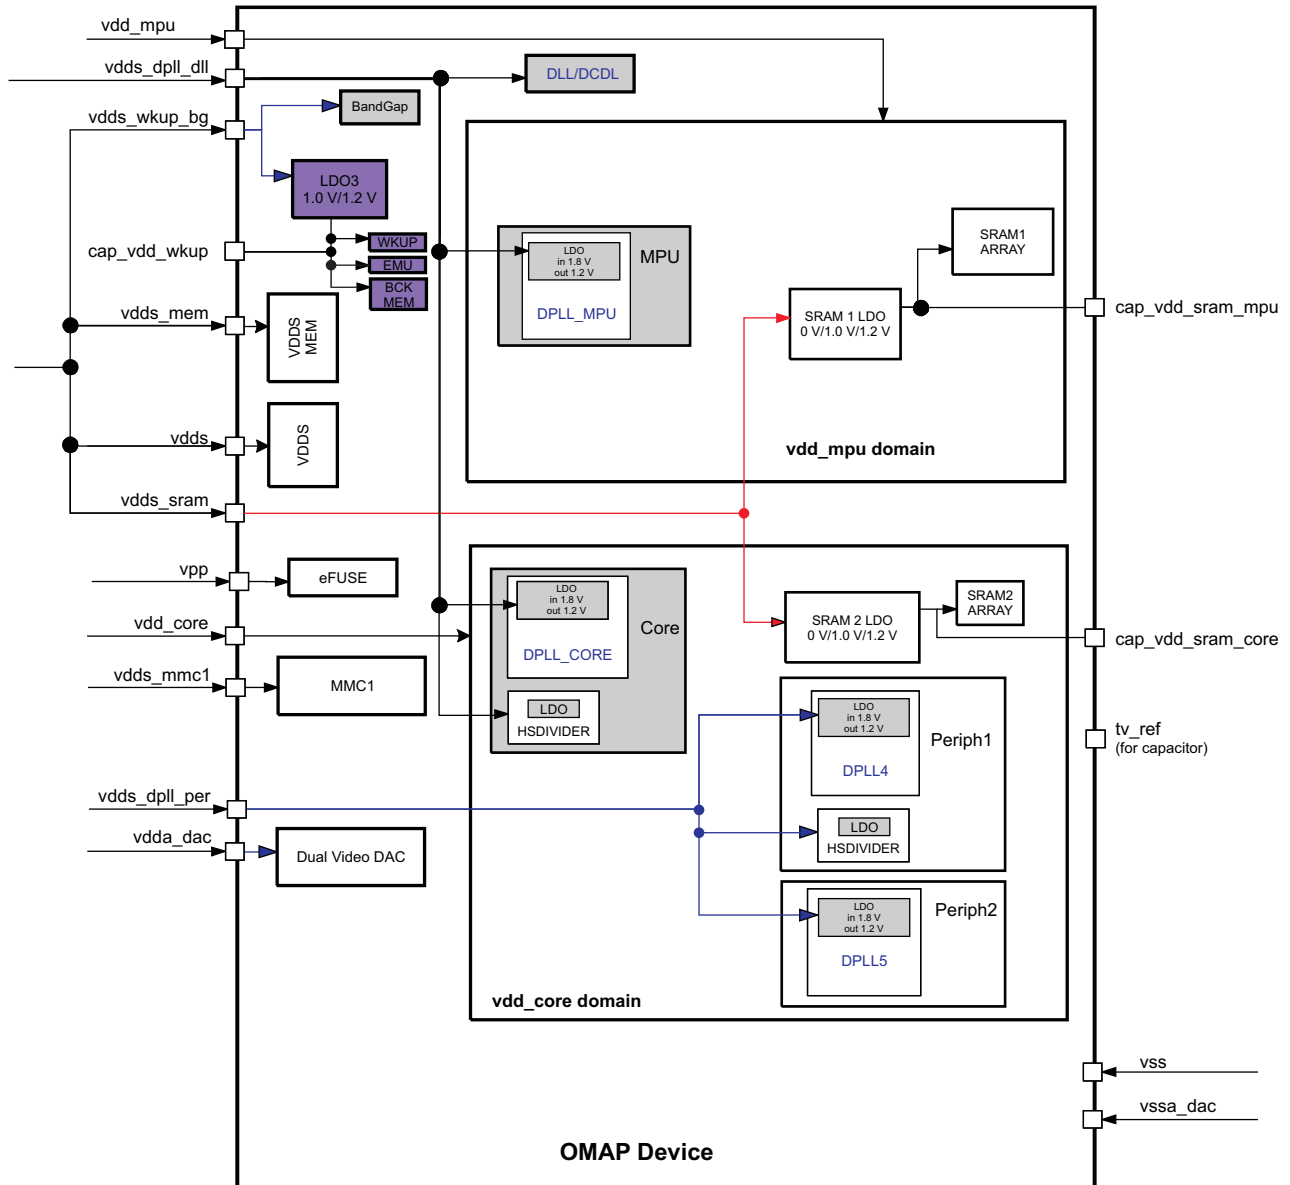 vdd_mpu
vdds_dpll_dll
DLL/DCDL
vdds_wkup_bg
BandGap
LDO3
1.0 V/1.2 V
cap_vdd_wkup
WKUP
EMU
BCK
MEM
vdds_mem
VDDS
MEM
vdds
VDDS
vdds_sram
LDO
in 1.8 V
out 1.2 V
MPU
DPLL_MPU
SRAM1
ARRAY
SRAM 1 LDO
0 V/1.0 V/1.2 V
cap_vdd_sram_mpu
vdd_mpu domain
vpp
eFUSE
vdd_core
vdds_mmc1
MMC1
LDO
in 1.8 V
out 1.2 V
Core
DPLL_CORE
LDO
HSDIVIDER
SRAM 2 LDO
0 V/1.0 V/1.2 V
SRAM2
ARRAY
cap_vdd_sram_core
LDO
in 1.8 V
out 1.2 V
Periph1
DPLL4
tv_ref
(for capacitor)
vdds_dpll_per
LDO
HSDIVIDER
vdda_dac
Dual Video DAC
LDO
in 1.8 V
out 1.2 V
Periph2
DPLL5
vdd_core domain
vss
vssa_dac
OMAP Device